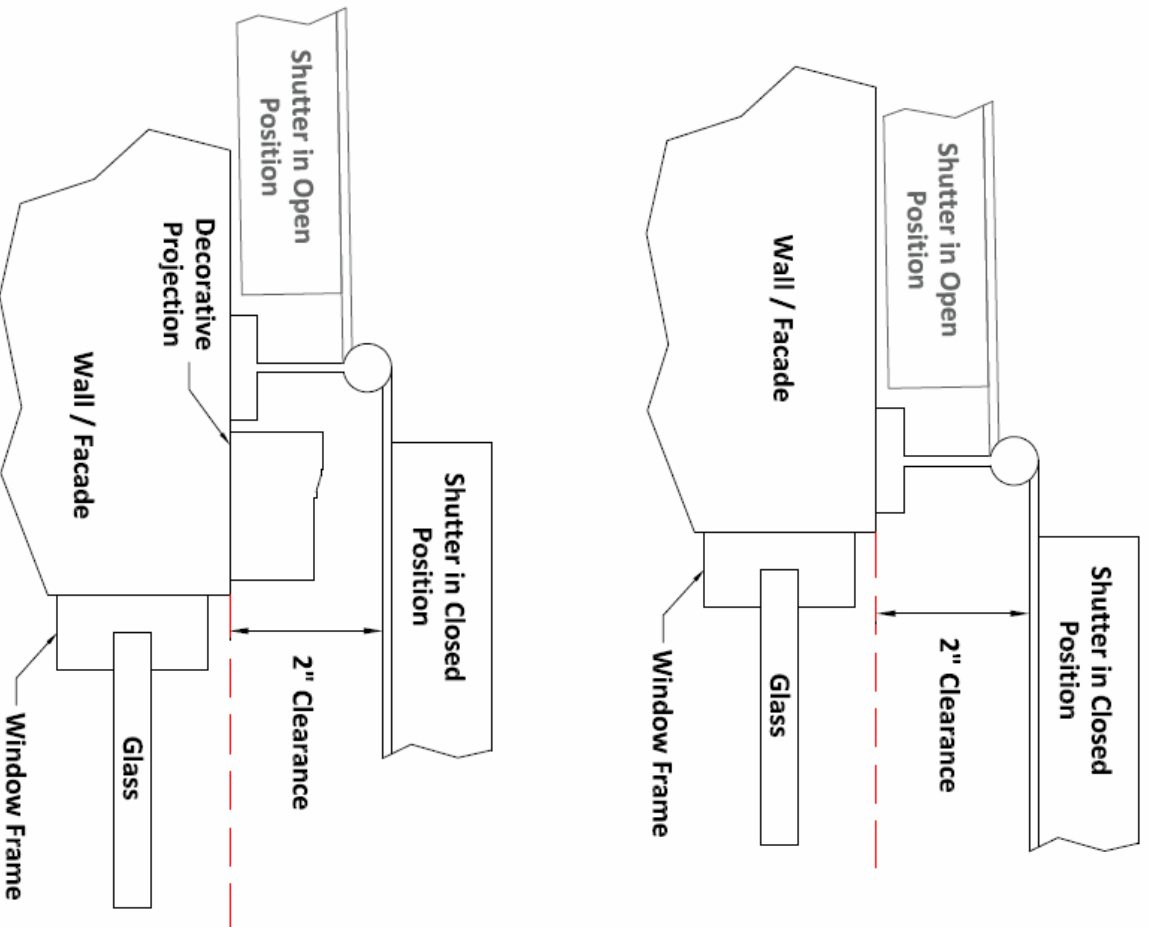 Shutter in Open
Position
Wall / Facade
Shutter in Closed
Position
2" Clearance
Glass
Window Frame
Shutter in Open
Position
Decorative
Projection
Wall / Facade
Shutter in Closed
Position
2" Clearance
Glass
Window Frame